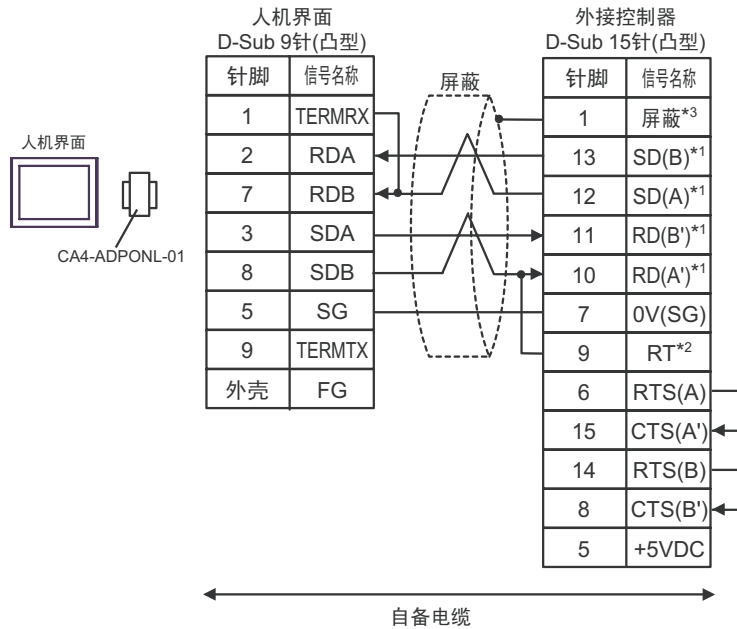 人机界面
D-Sub 9针(凸型)
外接控制器
D-Sub 15针(凸型)
人机界面
CA4-ADPONL-01
屏蔽
针脚 信号名称
1 TERMRX
2 RDA
7 RDB
3 SDA
8 SDB
5 SG
9 TERMTX
外壳 FG
针脚 信号名称
1 屏蔽*3
13 SD(B)*1
12 SD(A)*1
11 RD(B')*1
10 RD(A')*1
7 0V(SG)
9 RT*2
6 RTS(A)
15 CTS(A')
14 RTS(B)
8 CTS(B')
5 +5VDC
自备电缆